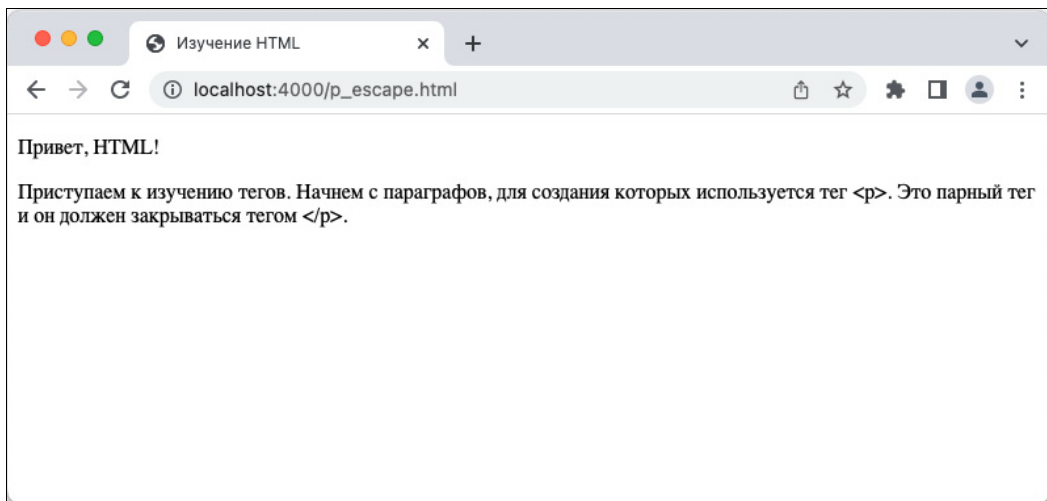 Изучение HTML
localhost:4000/p_escape.html
Привет, HTML!
Приступаем к изучению тегов. Начнем с параграфов, для создания которых используется тег <p>. Это парный тег
и он должен закрываться тегом </p>.